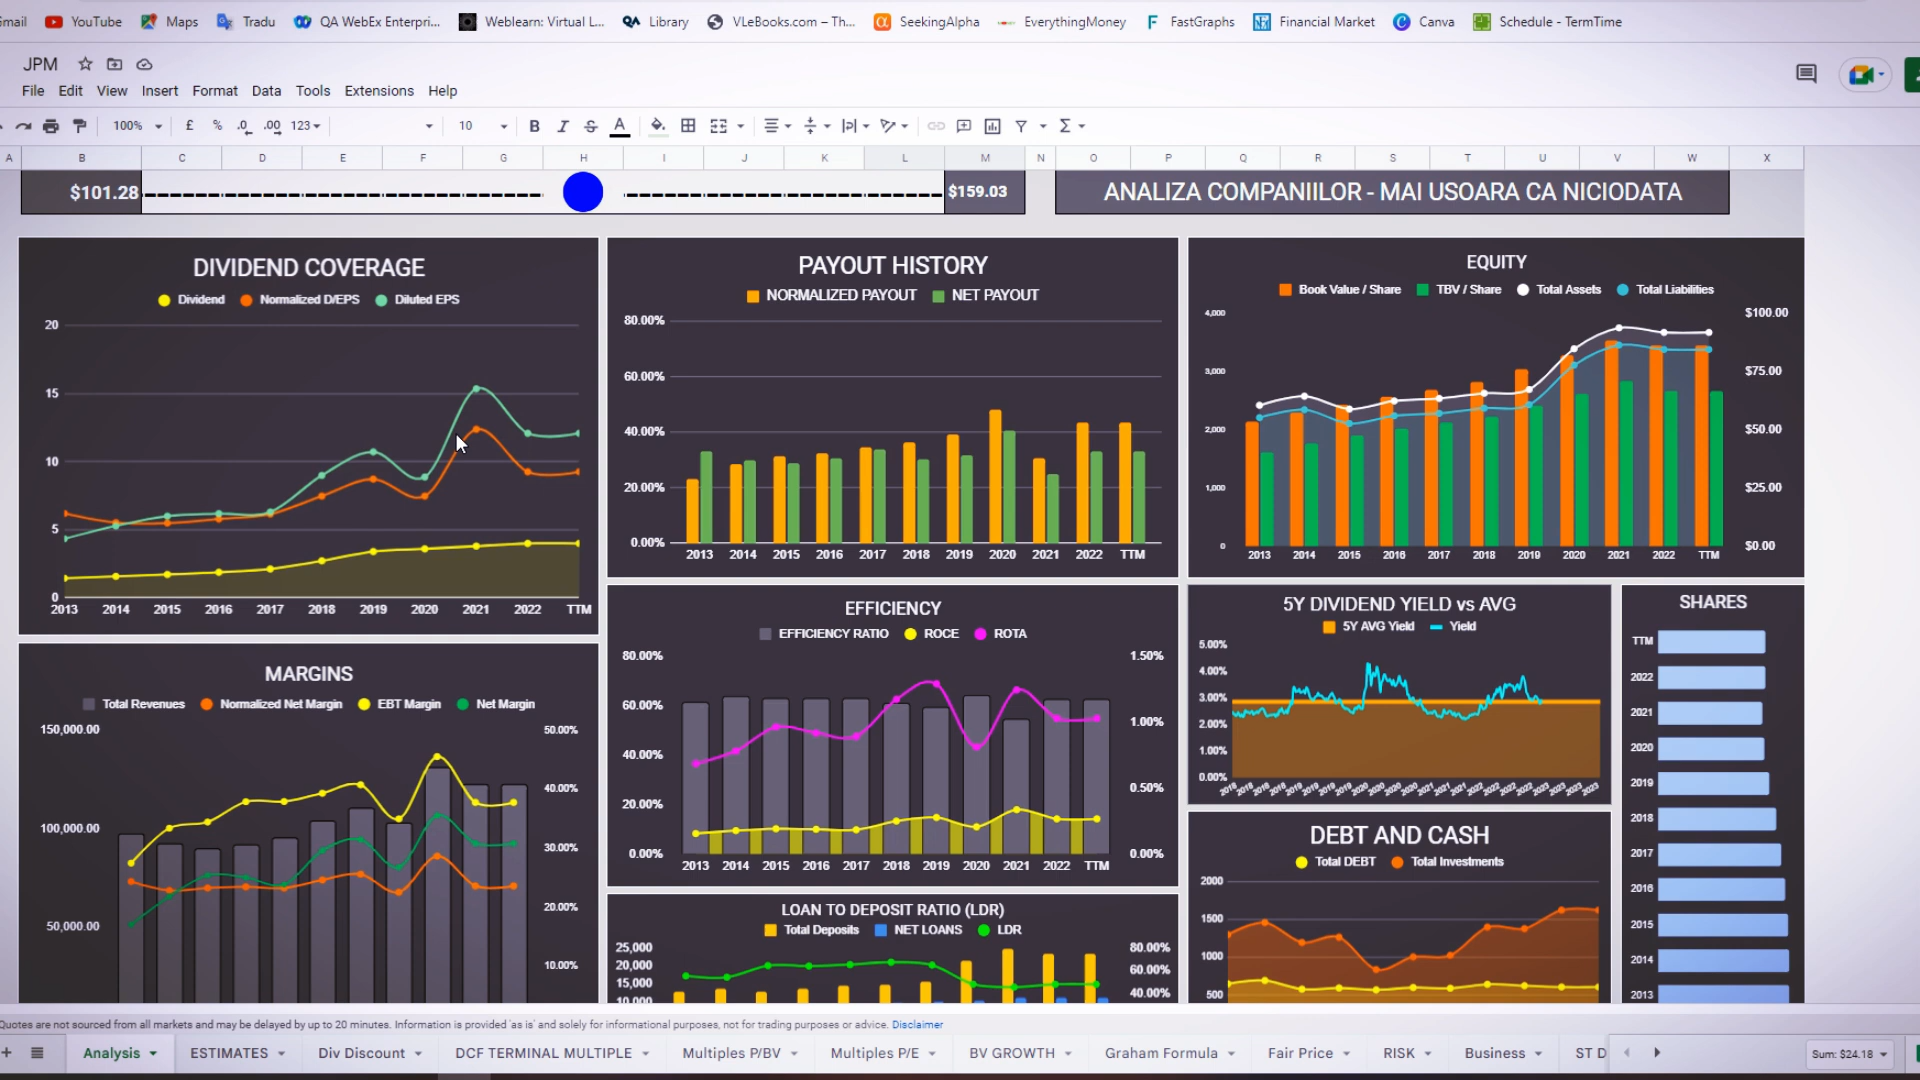 Gmail YouTube Maps Tradu QA WebEx Enterpri... Weblearn: Virtual L... Library VLeBooks.com – Th... SeekingAlpha EverythingMoney FastGraphs Financial Market Canva Schedule - TermTime
JPM
File Edit View Insert Format Data Tools Extensions Help
100% £ % .0 .00 123 10 B I S A
A B C D E F G H I J K L M N O P Q R S T U V W X
$101.28 $159.03 ANALIZA COMPANIILOR - MAI USOARA CA NICIODATA
DIVIDEND COVERAGE
Dividend Normalized D/EPS Diluted EPS
20
15
10
5
0
2013 2014 2015 2016 2017 2018 2019 2020 2021 2022 TTM
PAYOUT HISTORY
NORMALIZED PAYOUT NET PAYOUT
80.00%
60.00%
40.00%
20.00%
0.00%
2013 2014 2015 2016 2017 2018 2019 2020 2021 2022 TTM
EQUITY
Book Value / Share TBV / Share Total Assets Total Liabilities
4,000 $100.00
3,000 $75.00
2,000 $50.00
1,000 $25.00
0 $0.00
2013 2014 2015 2016 2017 2018 2019 2020 2021 2022 TTM
MARGINS
Total Revenues Normalized Net Margin EBT Margin Net Margin
150,000.00 50.00%
40.00%
100,000.00
30.00%
20.00%
50,000.00
10.00%
EFFICIENCY
EFFICIENCY RATIO ROCE ROTA
80.00% 1.50%
60.00%
1.00%
40.00%
0.50%
20.00%
0.00% 0.00%
2013 2014 2015 2016 2017 2018 2019 2020 2021 2022 TTM
LOAN TO DEPOSIT RATIO (LDR)
Total Deposits NET LOANS LDR
25,000 80.00%
20,000 60.00%
15,000
10,000 40.00%
5Y DIVIDEND YIELD vs AVG
5Y AVG Yield Yield
5.00%
4.00%
3.00%
2.00%
1.00%
0.00%
DEBT AND CASH
Total DEBT Total Investments
2000
1500
1000
500
SHARES
TTM
2022
2021
2020
2019
2018
2017
2016
2015
2014
2013
Quotes are not sourced from all markets and may be delayed by up to 20 minutes. Information is provided 'as is' and solely for informational purposes, not for trading purposes or advice. Disclaimer
Analysis ESTIMATES Div Discount DCF TERMINAL MULTIPLE Multiples P/BV Multiples P/E BV GROWTH Graham Formula Fair Price RISK Business ST D Sum: $24.18